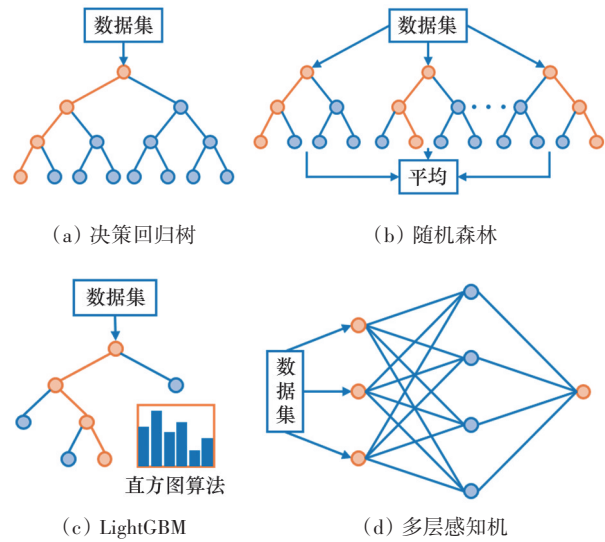 数据集
数据集
平均
(a) 决策回归树
(b) 随机森林
数据集
直方图算法
数据集
(c) LightGBM
(d) 多层感知机